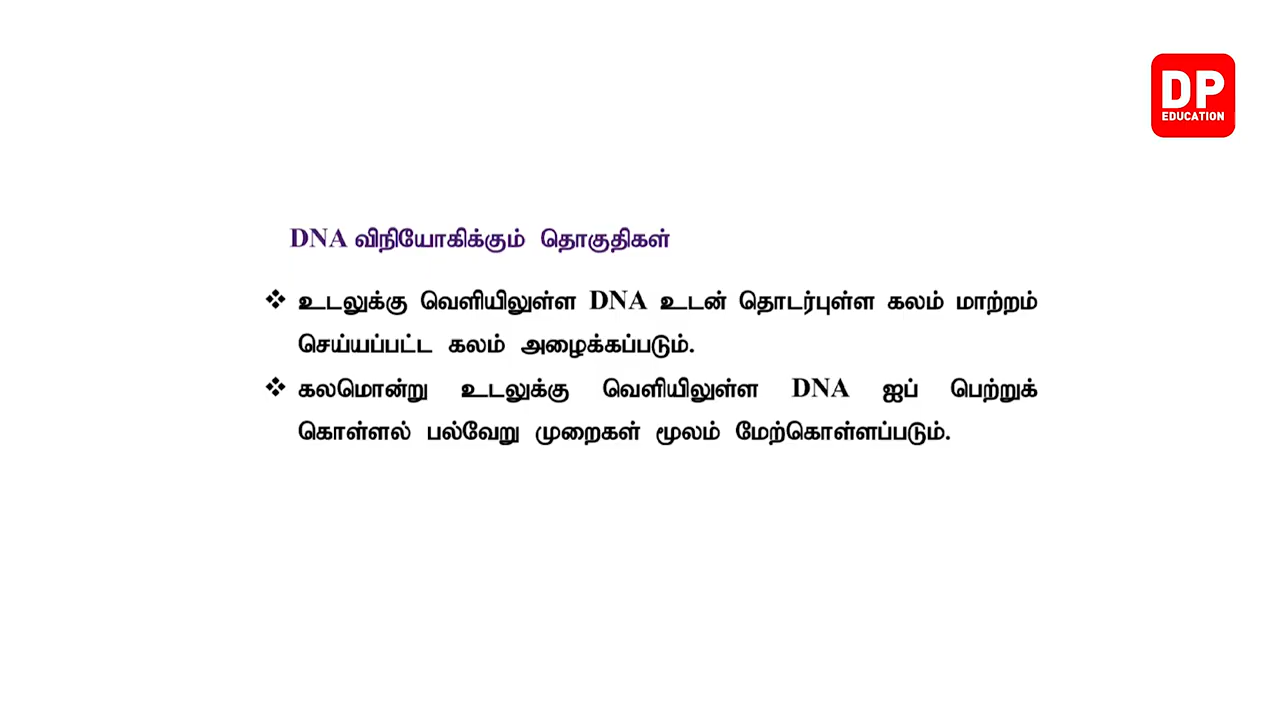 DP
EDUCATION
DNA விநியோகிக்கும் தொகுதிகள்
❖ உடலுக்கு வெளியிலுள்ள DNA உடன் தொடர்புள்ள கலம் மாற்றம்
செய்யப்பட்ட கலம் அழைக்கப்படும்.
❖ கலமொன்று உடலுக்கு வெளியிலுள்ள DNA ஐப் பெற்றுக்
கொள்ளல் பல்வேறு முறைகள் மூலம் மேற்கொள்ளப்படும்.